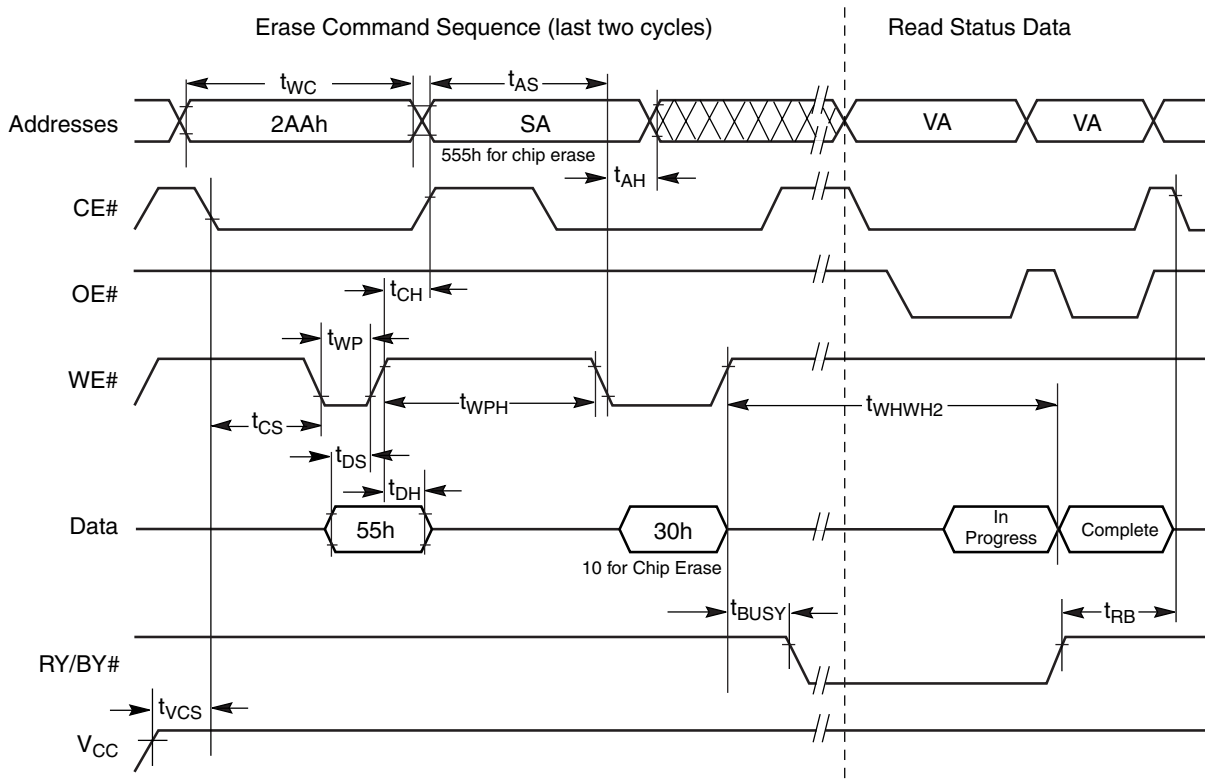 Erase Command Sequence (last two cycles)
Read Status Data
tWC
tAS
Addresses
2AAh
SA
VA
VA
555h for chip erase
tAH
CE#
OE#
tCH
tWP
WE#
tWPH
tWHWH2
tCS
tDS
tDH
Data
55h
30h
In
Progress
Complete
10 for Chip Erase
tBUSY
tRB
RY/BY#
tVCS
VCC